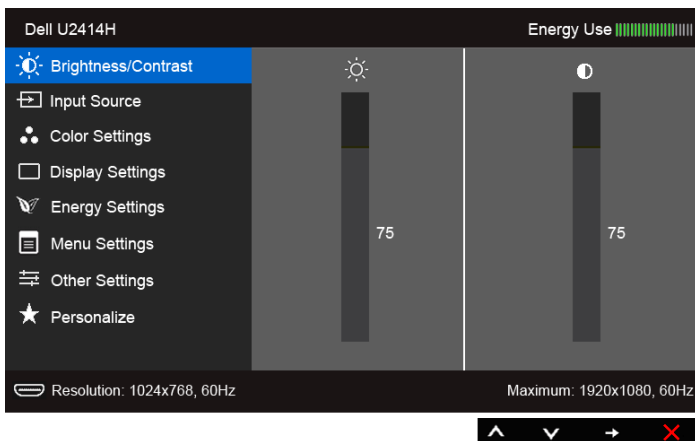 Dell U2414H
Energy Use
Brightness/Contrast
Input Source
Color Settings
Display Settings
Energy Settings
Menu Settings
Other Settings
Personalize
75
75
Resolution: 1024x768, 60Hz
Maximum: 1920x1080, 60Hz